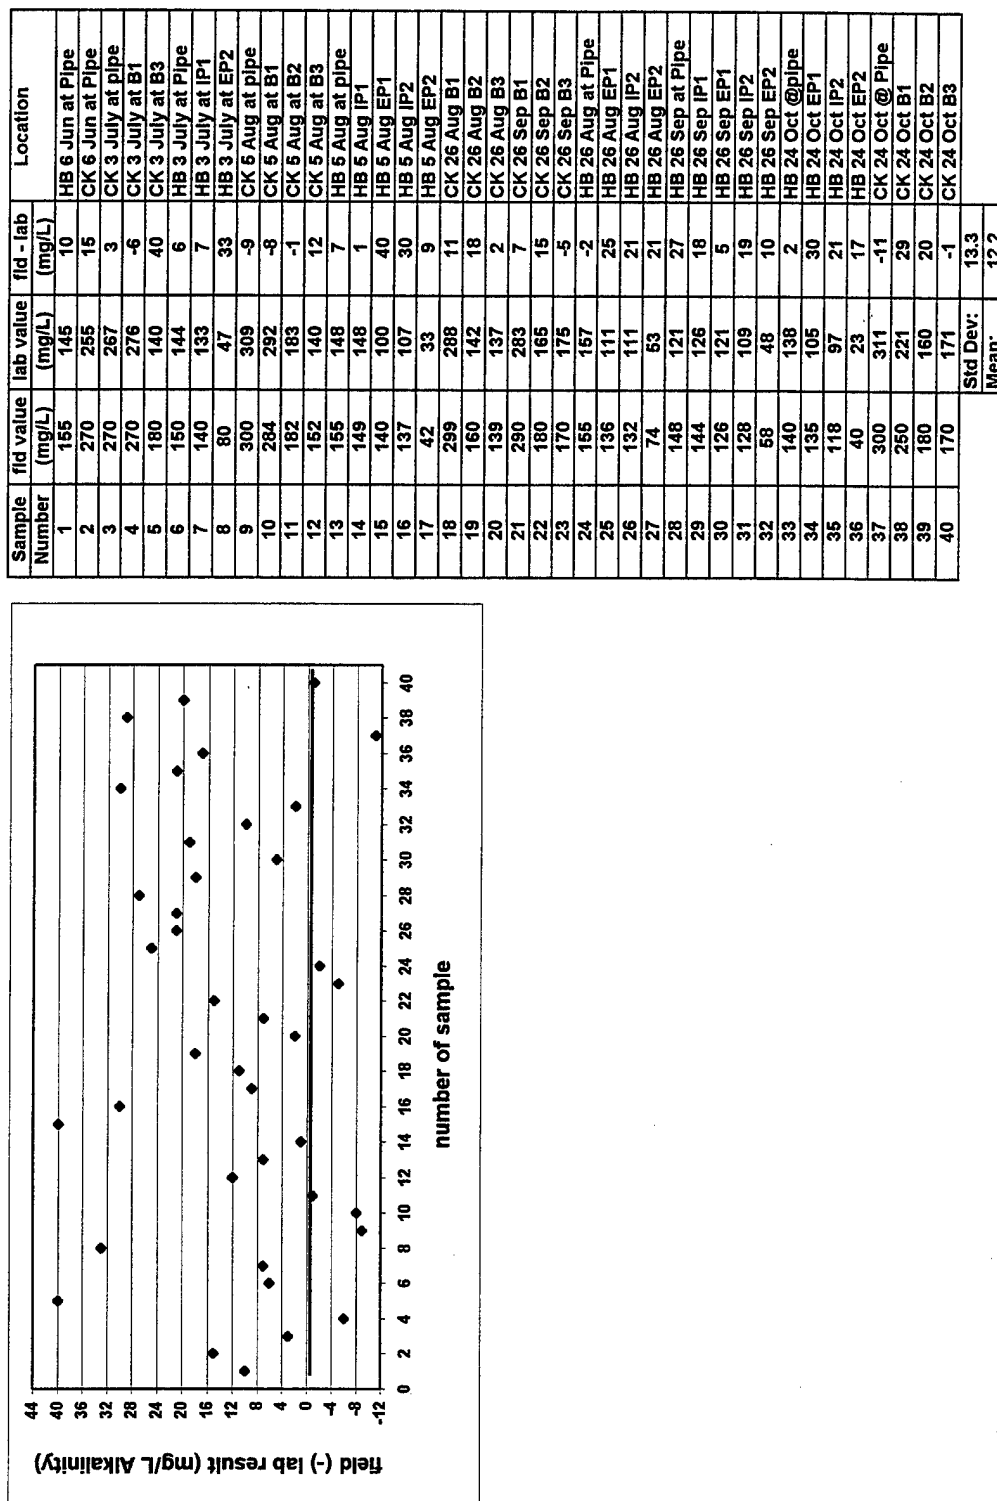 Sample fld value lab value fld - lab Location
Number (mg/L) (mg/L) (mg/L)
1 155 145 10 HB 6 Jun at Pipe
2 270 255 15 CK 6 Jun at Pipe
3 270 267 3 CK 3 July at pipe
4 270 276 -6 CK 3 July at B1
5 180 140 40 CK 3 July at B3
6 150 144 6 HB 3 July at Pipe
7 140 133 7 HB 3 July at IP1
8 80 47 33 HB 3 July at EP2
9 300 309 -9 CK 5 Aug at pipe
10 284 292 -8 CK 5 Aug at B1
11 182 183 -1 CK 5 Aug at B2
12 152 140 12 CK 5 Aug at B3
13 155 148 7 HB 5 Aug at pipe
14 149 148 1 HB 5 Aug IP1
15 140 100 40 HB 5 Aug EP1
16 137 107 30 HB 5 Aug IP2
17 42 33 9 HB 5 Aug EP2
18 299 288 11 CK 26 Aug B1
19 160 142 18 CK 26 Aug B2
20 139 137 2 CK 26 Aug B3
21 290 283 7 CK 26 Sep B1
22 180 165 15 CK 26 Sep B2
23 170 175 -5 CK 26 Sep B3
24 155 157 -2 HB 26 Aug at Pipe
25 136 111 25 HB 26 Aug EP1
26 132 111 21 HB 26 Aug IP2
27 74 53 21 HB 26 Aug EP2
28 148 121 27 HB 26 Sep at Pipe
29 144 126 18 HB 26 Sep IP1
30 126 121 5 HB 26 Sep EP1
31 128 109 19 HB 26 Sep IP2
32 58 48 10 HB 26 Sep EP2
33 140 138 2 HB 24 Oct @pipe
34 135 105 30 HB 24 Oct EP1
35 118 97 21 HB 24 Oct IP2
36 40 23 17 HB 24 Oct EP2
37 300 311 -11 CK 24 Oct @ Pipe
38 250 221 29 CK 24 Oct B1
39 180 160 20 CK 24 Oct B2
40 170 171 -1 CK 24 Oct B3
Std Dev: 13.3
Mean: 12.2
field (-) lab result (mg/L Alkalinity)
44
40
36
32
28
24
20
16
12
8
4
0
-4
-8
-12
0 2 4 6 8 10 12 14 16 18 20 22 24 26 28 30 32 34 36 38 40
number of sample